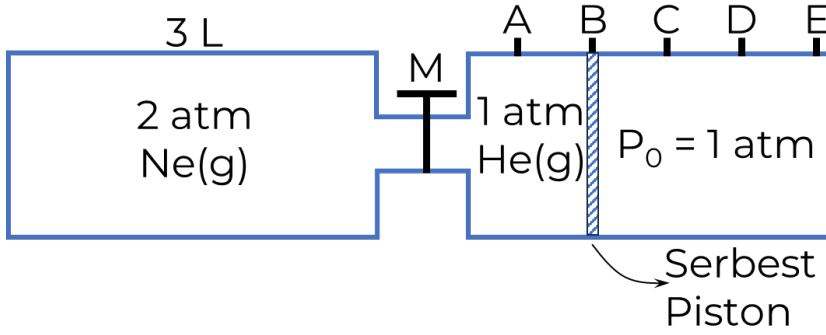 3 L
A B C D E
M
2 atm
Ne(g)
1 atm
He(g)
P₀ = 1 atm
Serbest
Piston